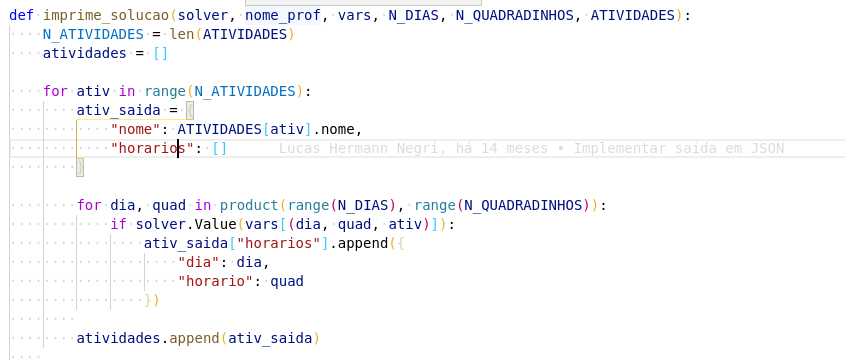 def imprime_solucao(solver, nome_prof, vars, N_DIAS, N_QUADRADINHOS, ATIVIDADES):
    N_ATIVIDADES = len(ATIVIDADES)
    atividades = []
    for ativ in range(N_ATIVIDADES):
        ativ_saida = {
            "nome": ATIVIDADES[ativ].nome,
            "horarios": [] Lucas Hermann Negri, há 14 meses • Implementar saída em JSON
        }
        for dia, quad in product(range(N_DIAS), range(N_QUADRADINHOS)):
            if solver.Value(vars[(dia, quad, ativ)]):
                ativ_saida["horarios"].append({
                    "dia": dia,
                    "horario": quad
                })
        atividades.append(ativ_saida)